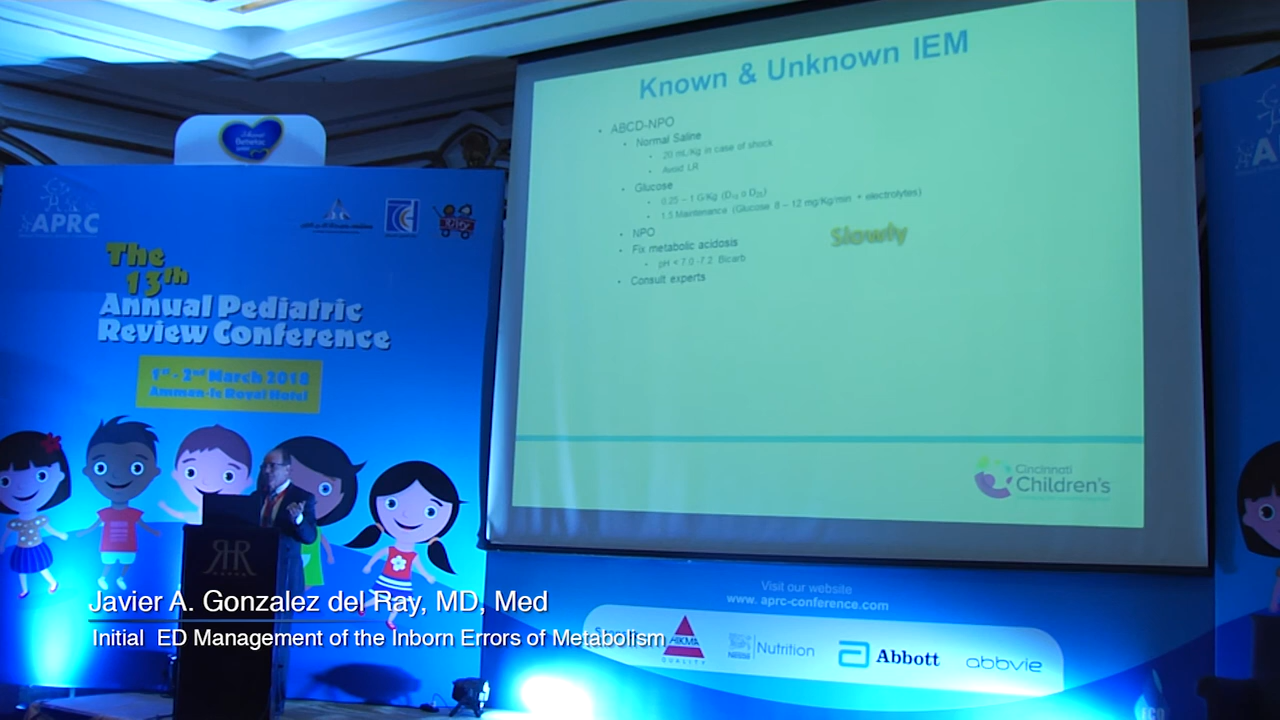 Known & Unknown IEM
• ABCD-NPO
• Normal Saline
• 20 mL/Kg in case of shock
• Avoid LR
• Glucose
• 0.25 – 1 G/Kg (D10 o D25)
• 1.5 Maintenance (Glucose 8 – 12 mg/Kg/min + electrolytes)
• NPO
• Fix metabolic acidosis
• pH < 7.0 -7.2 Bicarb
• Consult experts
Slowly
Cincinnati
Children's
APRC
The
13th
Annual Pediatric
Review Conference
1st - 2nd March 2018
Amman-le Royal Hotel
RHR
Javier A. Gonzalez del Ray, MD, Med
Initial ED Management of the Inborn Errors of Metabolism
Visit our website
www. aprc-conference.com
HIKMA
QUALITY
Nestle Nutrition
Abbott
abbvie